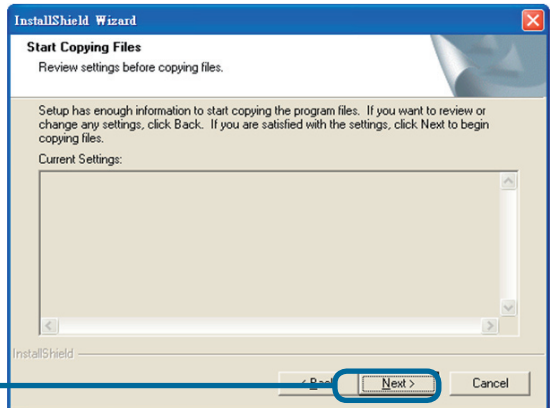 InstallShield Wizard
Start Copying Files
Review settings before copying files.
Setup has enough information to start copying the program files. If you want to review or
change any settings, click Back. If you are satisfied with the settings, click Next to begin
copying files.
Current Settings:
InstallShield
Next > Cancel